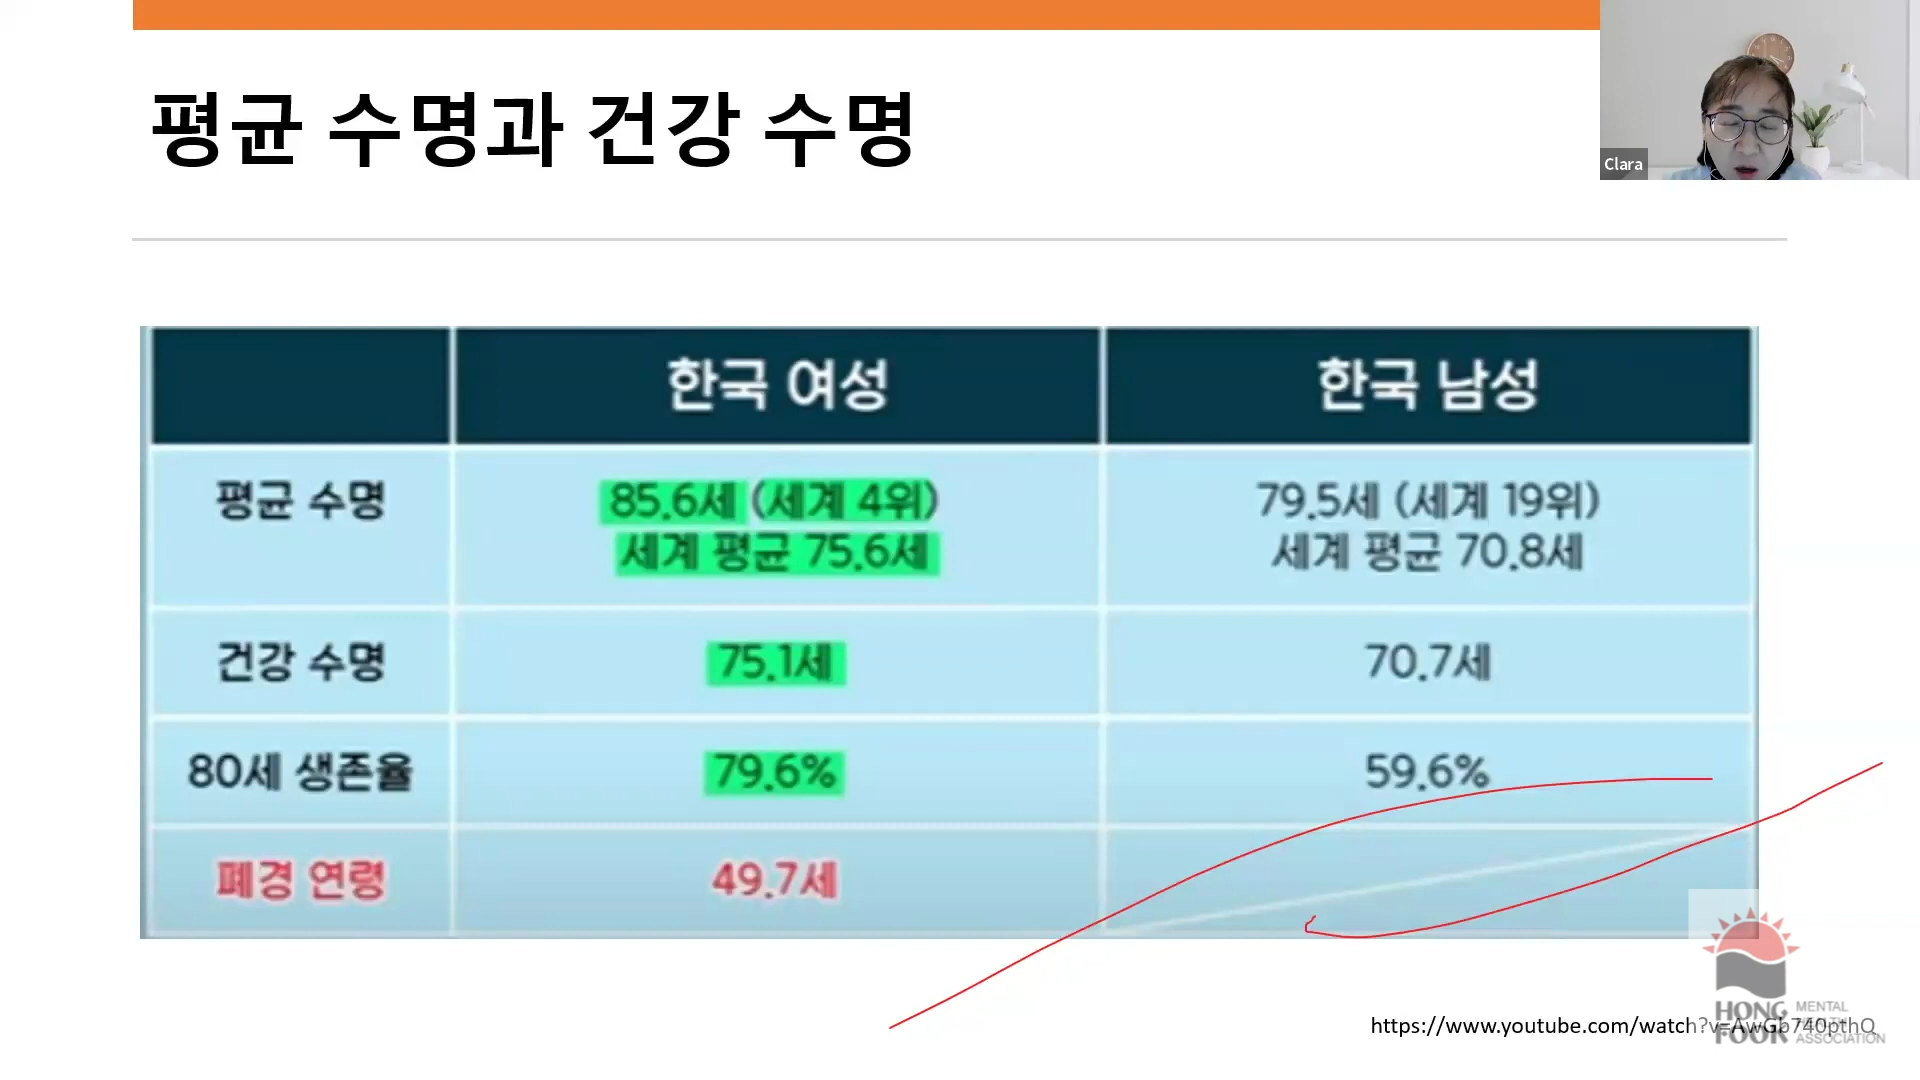 평균 수명과 건강 수명
Clara
한국 여성
한국 남성
평균 수명
85.6세 (세계 4위)
세계 평균 75.6세
79.5세 (세계 19위)
세계 평균 70.8세
건강 수명
75.1세
70.7세
80세 생존율
79.6%
59.6%
폐경 연령
49.7세
https://www.youtube.com/watch?v=AwGb740pthQ
HONG FOOK
MENTAL
HEALTH
ASSOCIATION